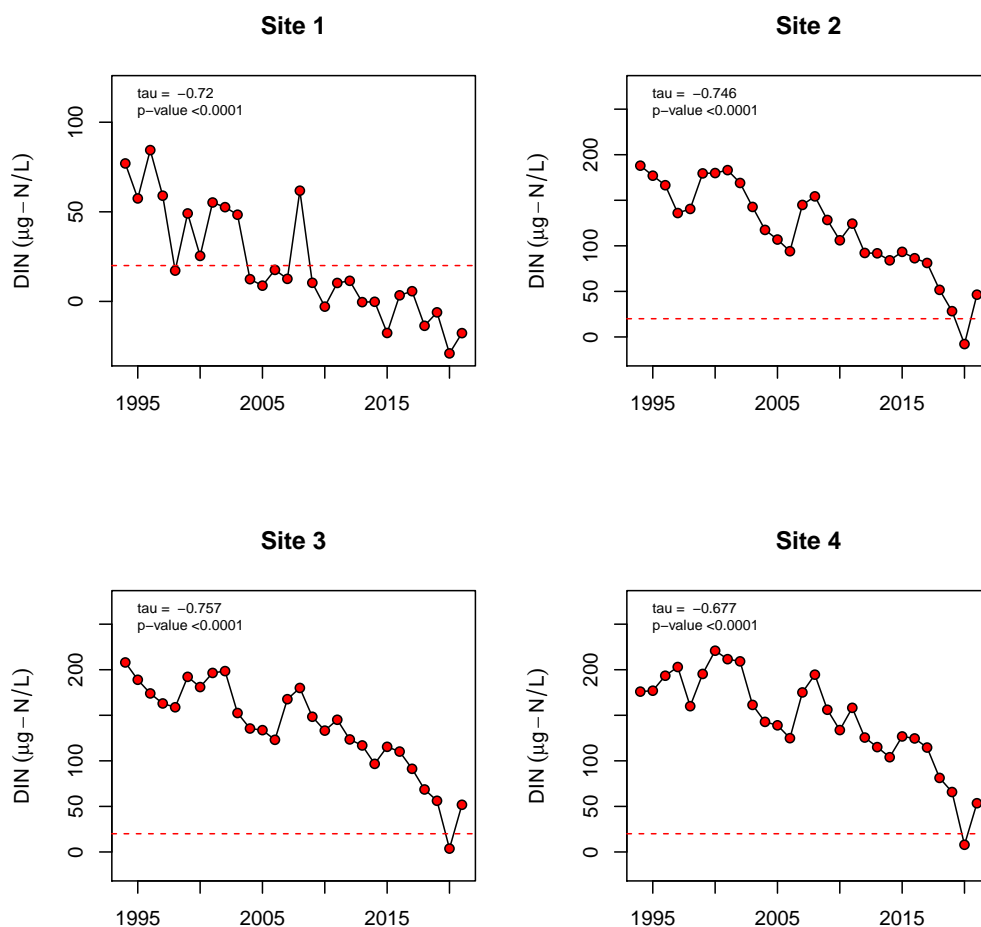 Site 1
tau =  −0.72
p−value <0.0001
DIN (μg−N/L)
100
50
0
1995
2005
2015
Site 2
tau =  −0.746
p−value <0.0001
DIN (μg−N/L)
200
100
50
0
1995
2005
2015
Site 3
tau =  −0.757
p−value <0.0001
DIN (μg−N/L)
200
100
50
0
1995
2005
2015
Site 4
tau =  −0.677
p−value <0.0001
DIN (μg−N/L)
200
100
50
0
1995
2005
2015